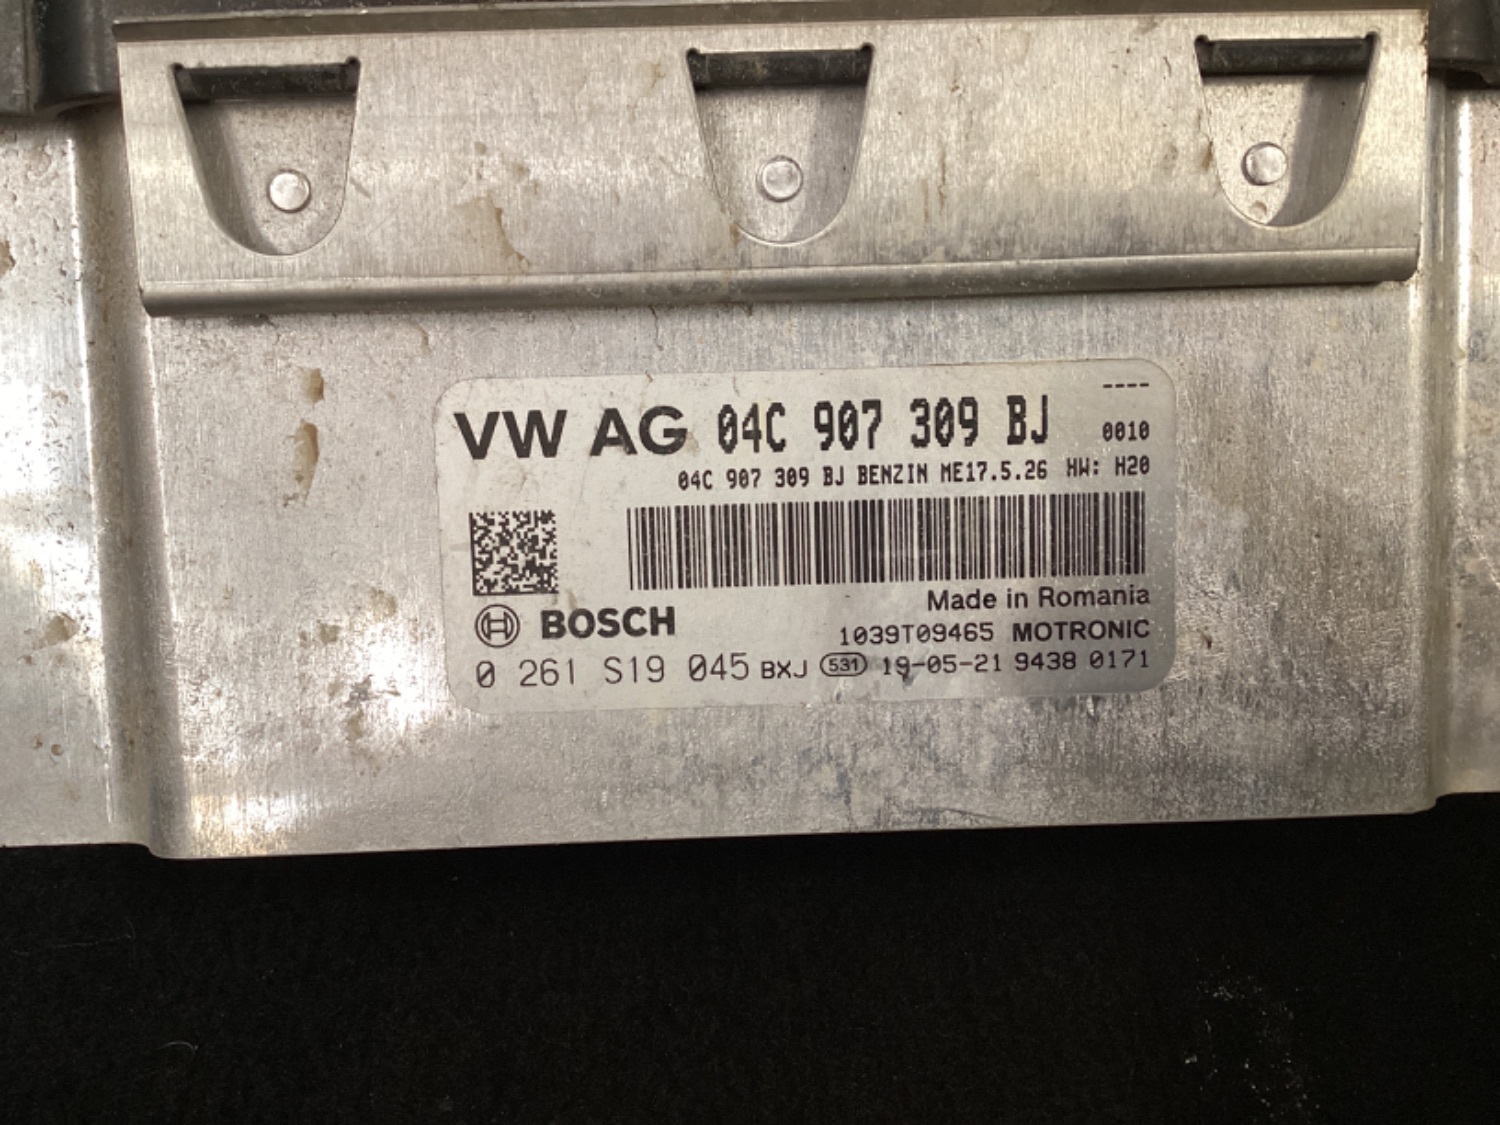 ----
VW AG 04C 907 309 BJ 0010
04C 907 309 BJ BENZIN ME17.5.26 HW: H20
Made in Romania
BOSCH
1039T09465 MOTRONIC
0 261 S19 045 BXJ 531 19-05-21 9438 0171